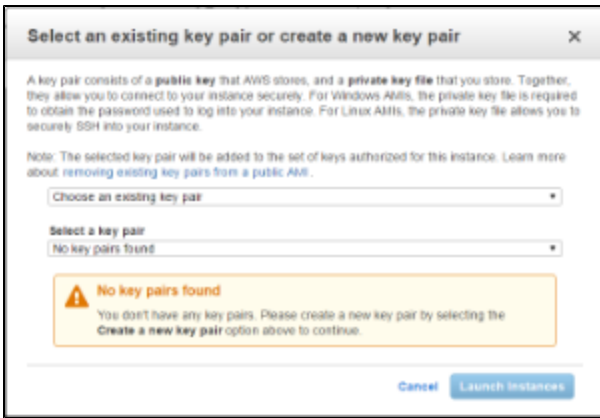 Select an existing key pair or create a new key pair
A key pair consists of a public key that AWS stores, and a private key file that you store. Together,
they allow you to connect to your instance securely. For Windows AMIs, the private key file is required
to obtain the password used to log into your instance. For Linux AMIs, the private key file allows you to
securely SSH into your instance.
Note: The selected key pair will be added to the set of keys authorized for this instance. Learn more
about removing existing key pairs from a public AMI.
Choose an existing key pair
Select a key pair
No key pairs found
No key pairs found
You don't have any key pairs. Please create a new key pair by selecting the
Create a new key pair option above to continue.
Cancel Launch Instances